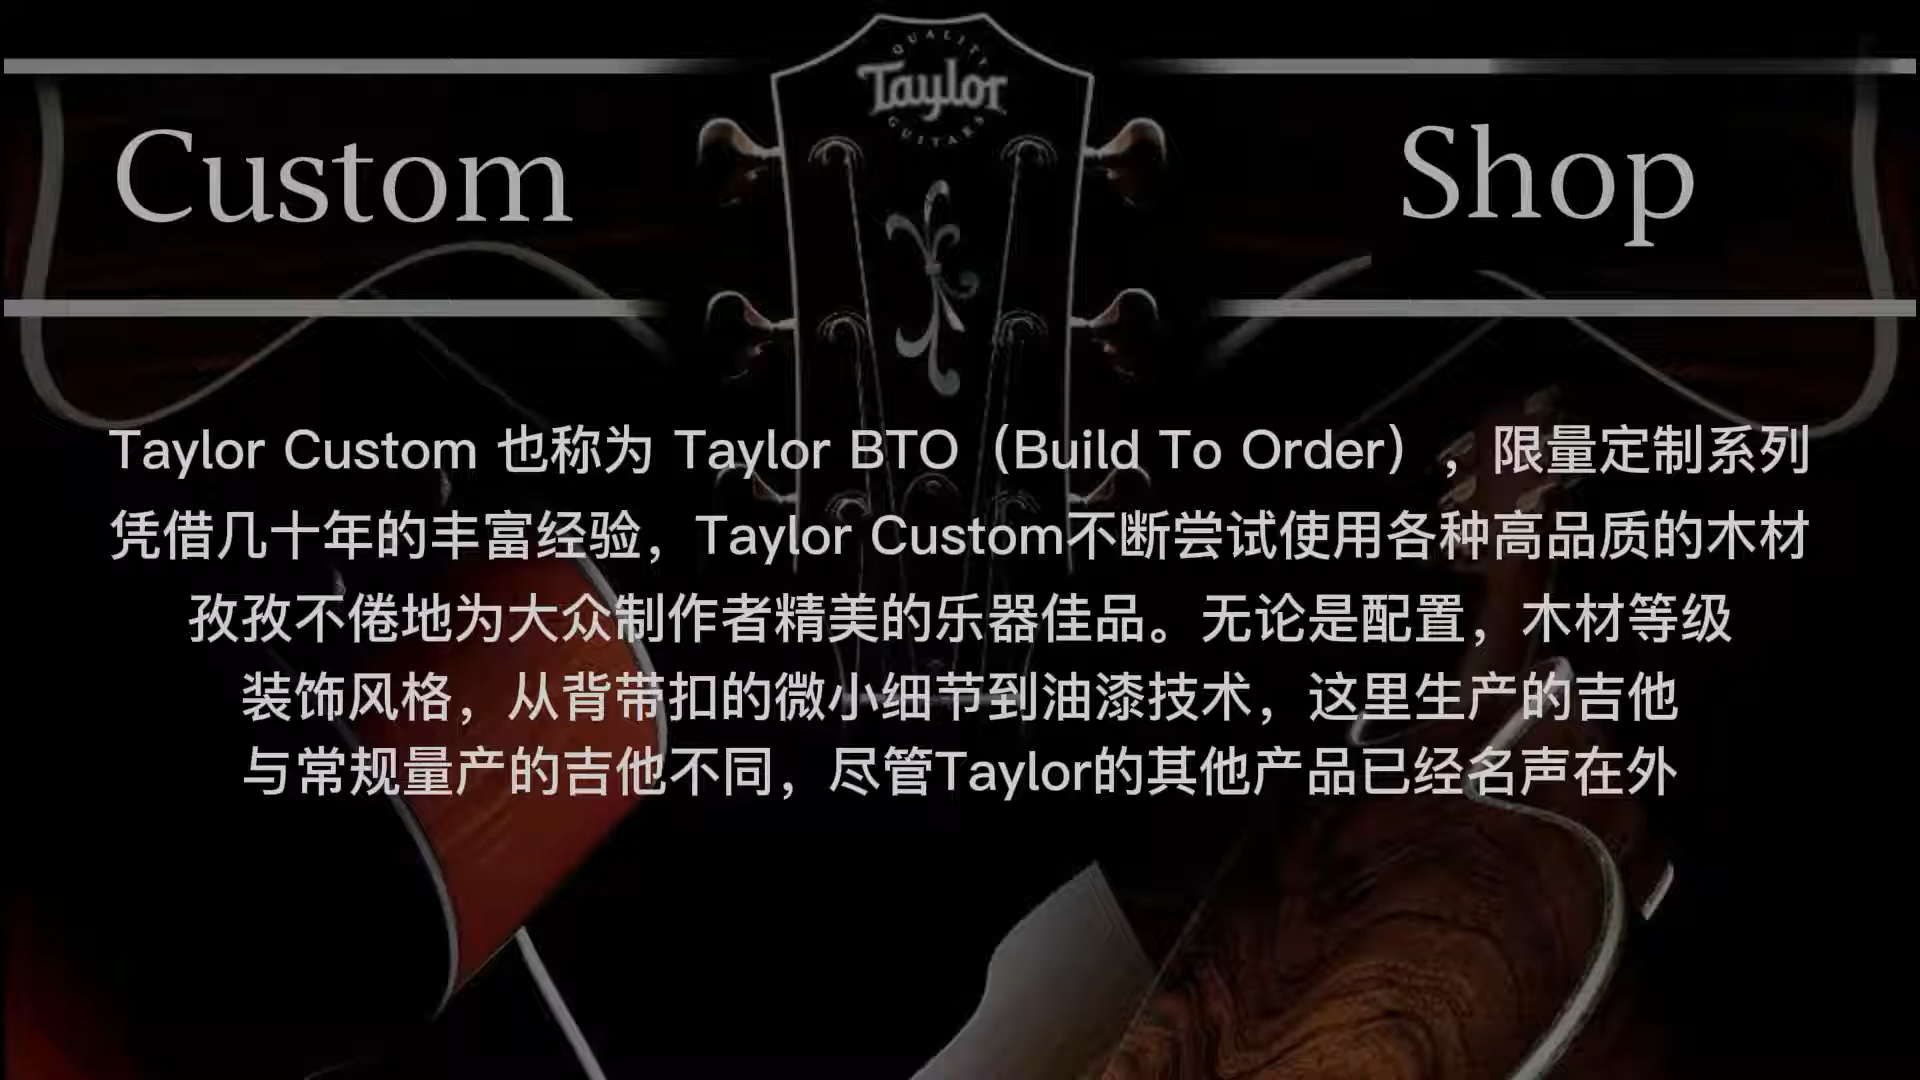 QUALITY
Taylor
GUITARS
Custom
Shop
Taylor Custom 也称为 Taylor BTO（Build To Order），限量定制系列
凭借几十年的丰富经验，Taylor Custom不断尝试使用各种高品质的木材
孜孜不倦地为大众制作者精美的乐器佳品。无论是配置，木材等级
装饰风格，从背带扣的微小细节到油漆技术，这里生产的吉他
与常规量产的吉他不同，尽管Taylor的其他产品已经名声在外